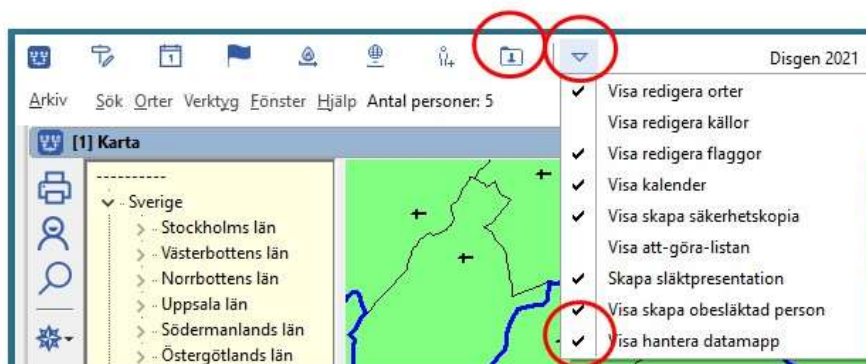 1
Disgen 2021
Arkiv Sök Orter Verktyg Fönster Hjälp Antal personer: 5
[1] Karta
----------
Sverige
Stockholms län
Västerbottens län
Norrbottens län
Uppsala län
Södermanlands län
Östergötlands län
Visa redigera orter
Visa redigera källor
Visa redigera flaggor
Visa kalender
Visa skapa säkerhetskopia
Visa att-göra-listan
Skapa släktpresentation
Visa skapa obesläktad person
Visa hantera datamapp